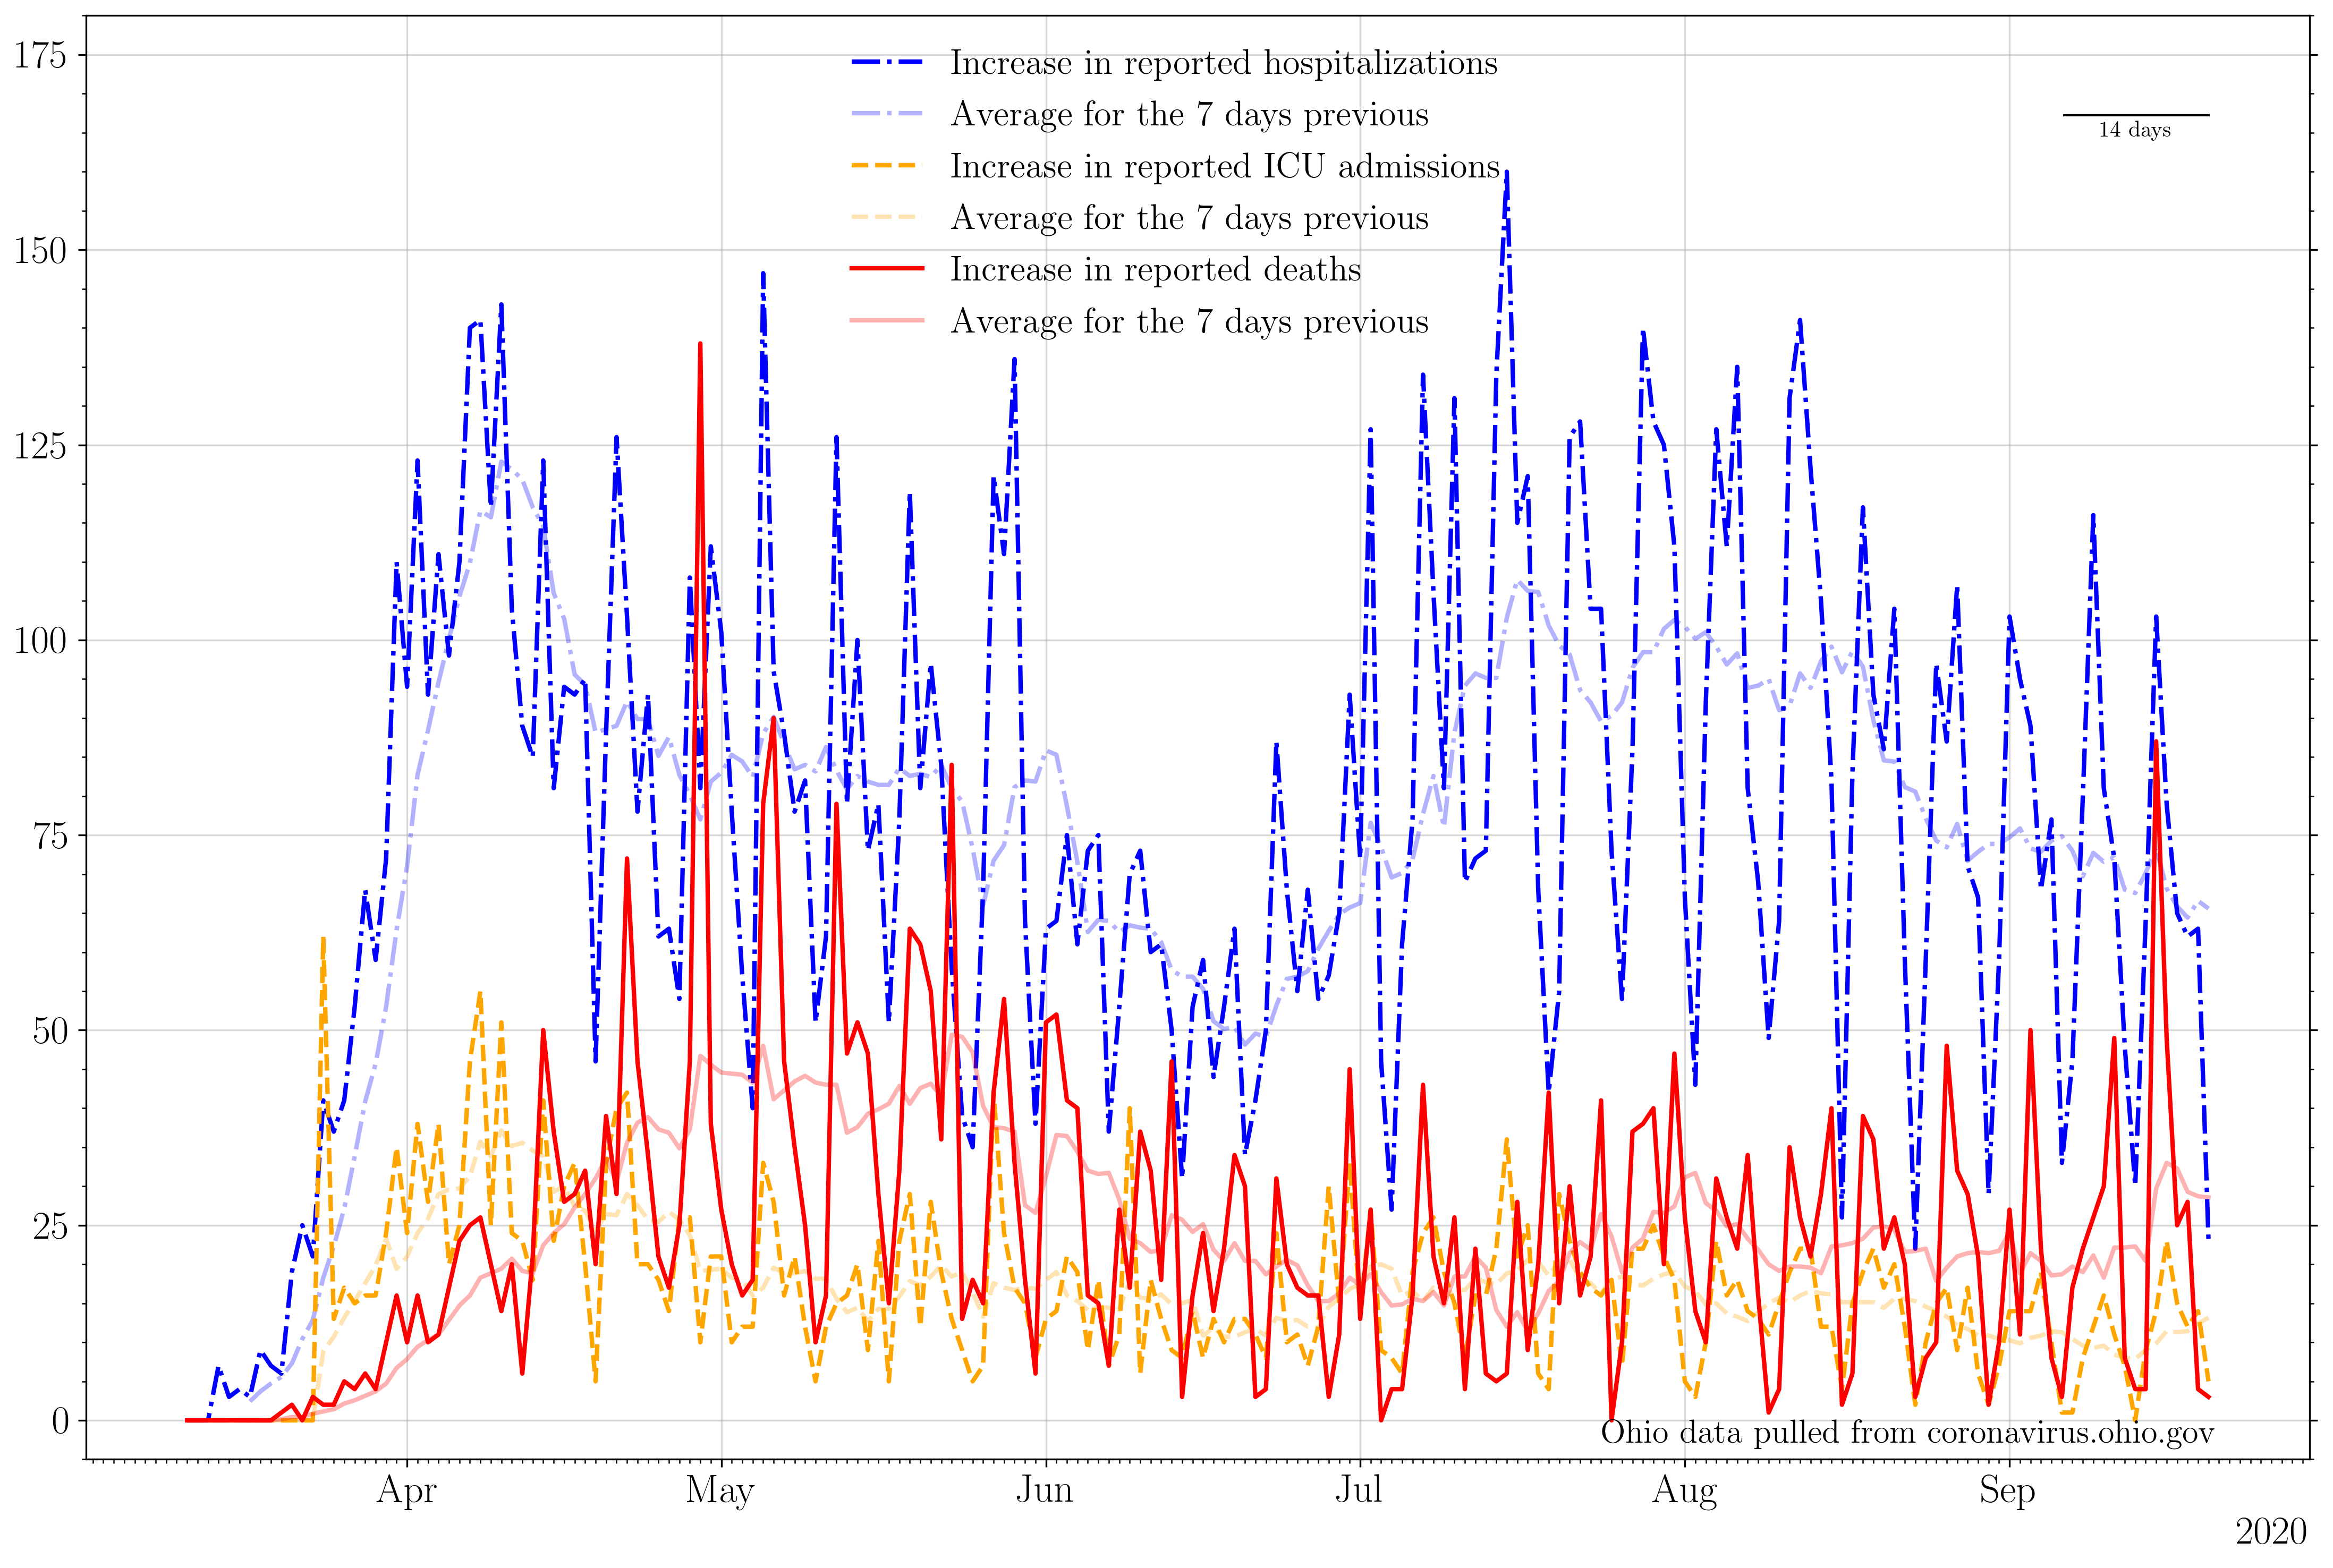 175
150
125
100
75
50
25
0
Increase in reported hospitalizations
Average for the 7 days previous
Increase in reported ICU admissions
Average for the 7 days previous
Increase in reported deaths
Average for the 7 days previous
14 days
Ohio data pulled from coronavirus.ohio.gov
Apr May Jun Jul Aug Sep
2020